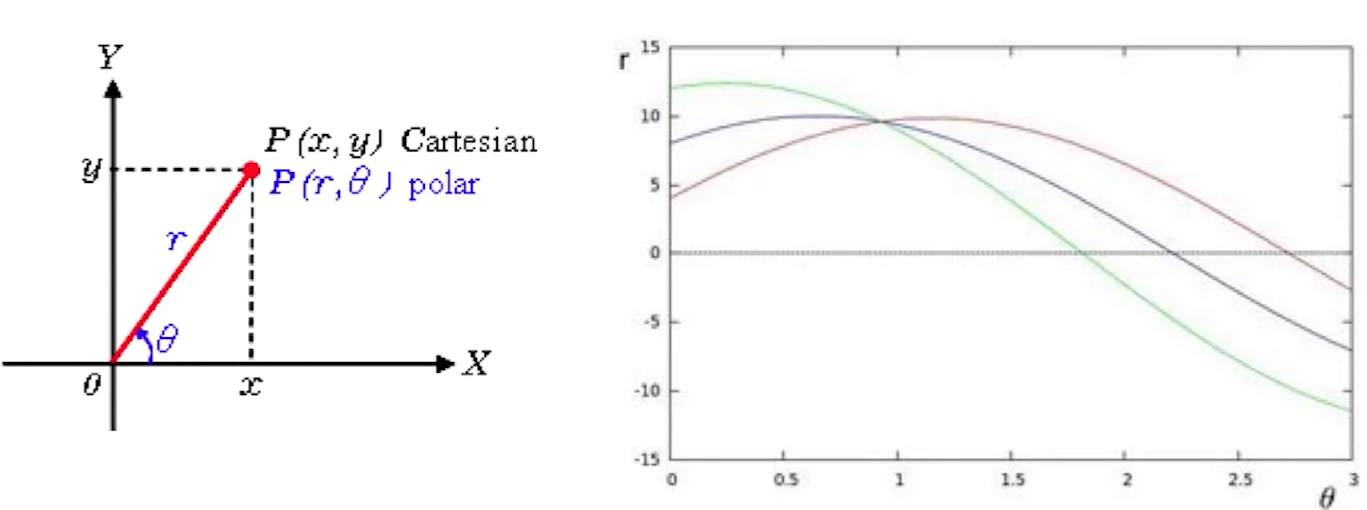 Y
P (x, y) Cartesian
y
P (r, θ) polar
r
θ
X
0
x
r
15
10
5
0
-5
-10
-15
0 0.5 1 1.5 2 2.5 3
θ